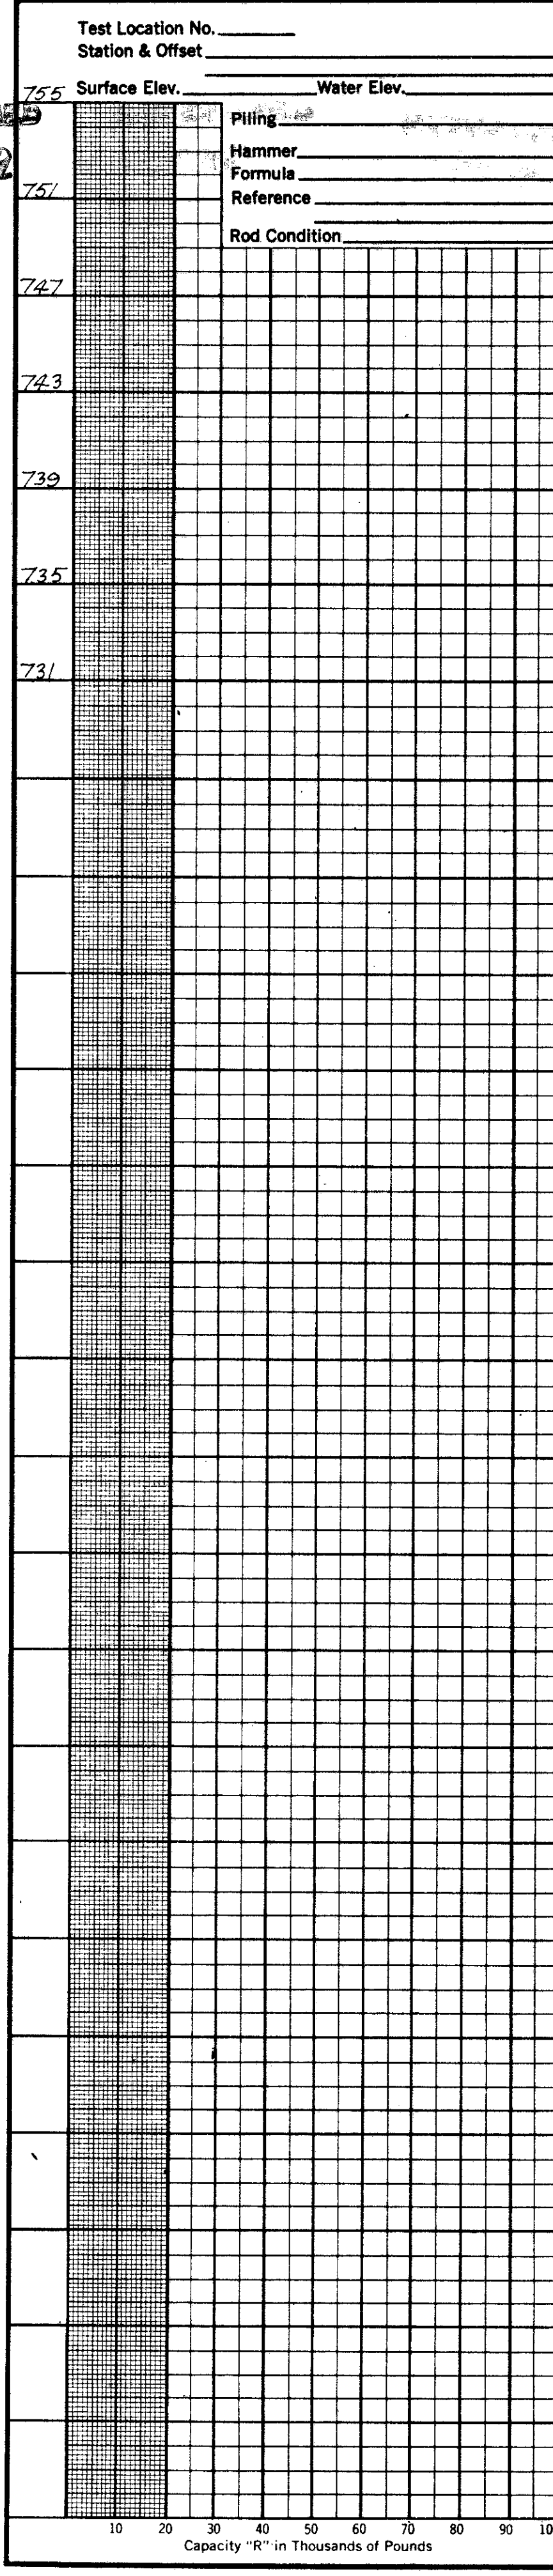 Test Location No.
Station & Offset
Surface Elev. Water Elev.
755
Piling
Hammer
Formula
751
Reference
Rod Condition
747
743
739
735
731
10 20 30 40 50 60 70 80 90
Capacity "R" in Thousands of Pounds